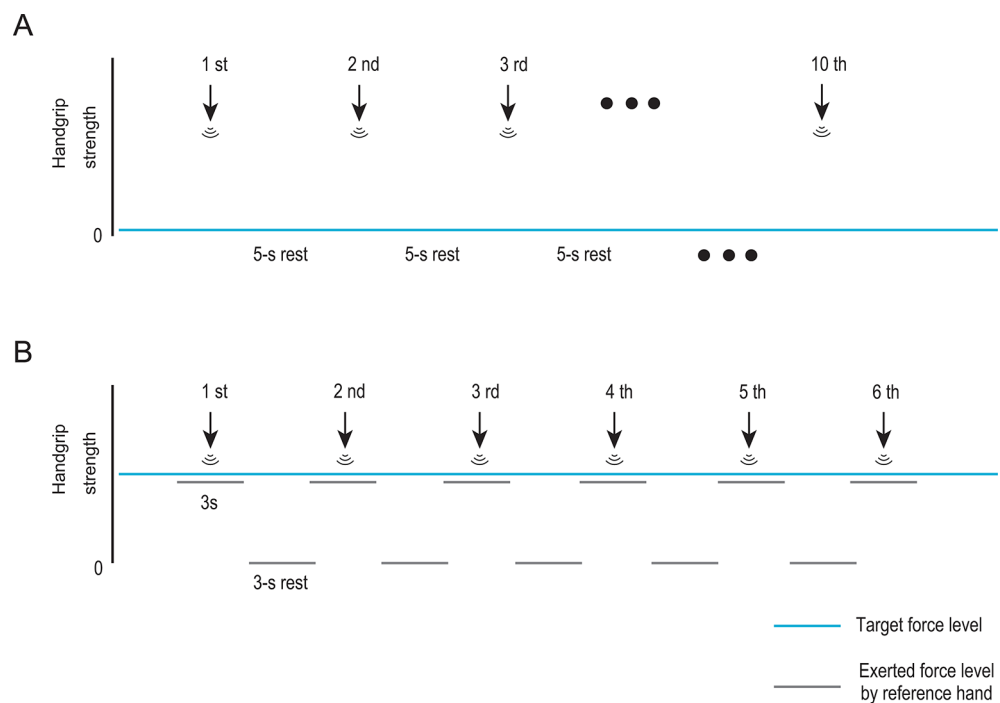 A
1 st 2 nd 3 rd 10 th
Handgrip
strength
0
5-s rest 5-s rest 5-s rest
B
1 st 2 nd 3 rd 4 th 5 th 6 th
Handgrip
strength
3s
0
3-s rest
Target force level
Exerted force level
by reference hand